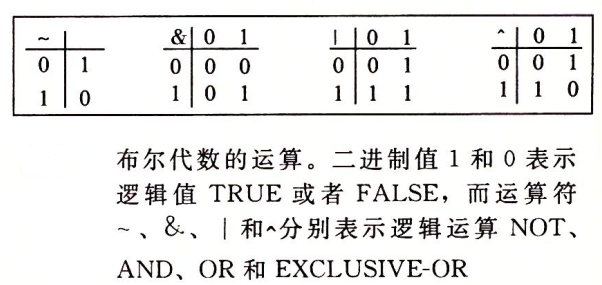 ~ & 0 1 | 0 1 ^ 0 1
0 1 0 0 0 0 0 1 0 0 1
1 0 1 0 1 1 1 1 1 1 0
布尔代数的运算。二进制值 1 和 0 表示
逻辑值 TRUE 或者 FALSE，而运算符
~、&、| 和^分别表示逻辑运算 NOT、
AND、OR 和 EXCLUSIVE-OR